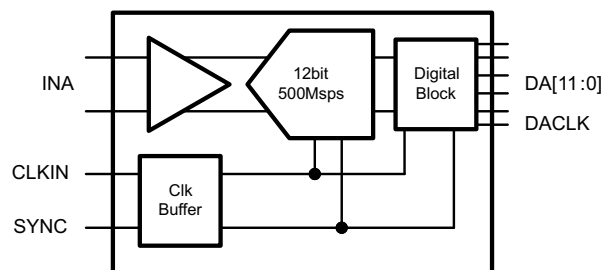 INA
12bit
500Msps
Digital
Block
DA[11:0]
DACLK
CLKIN
SYNC
Clk
Buffer